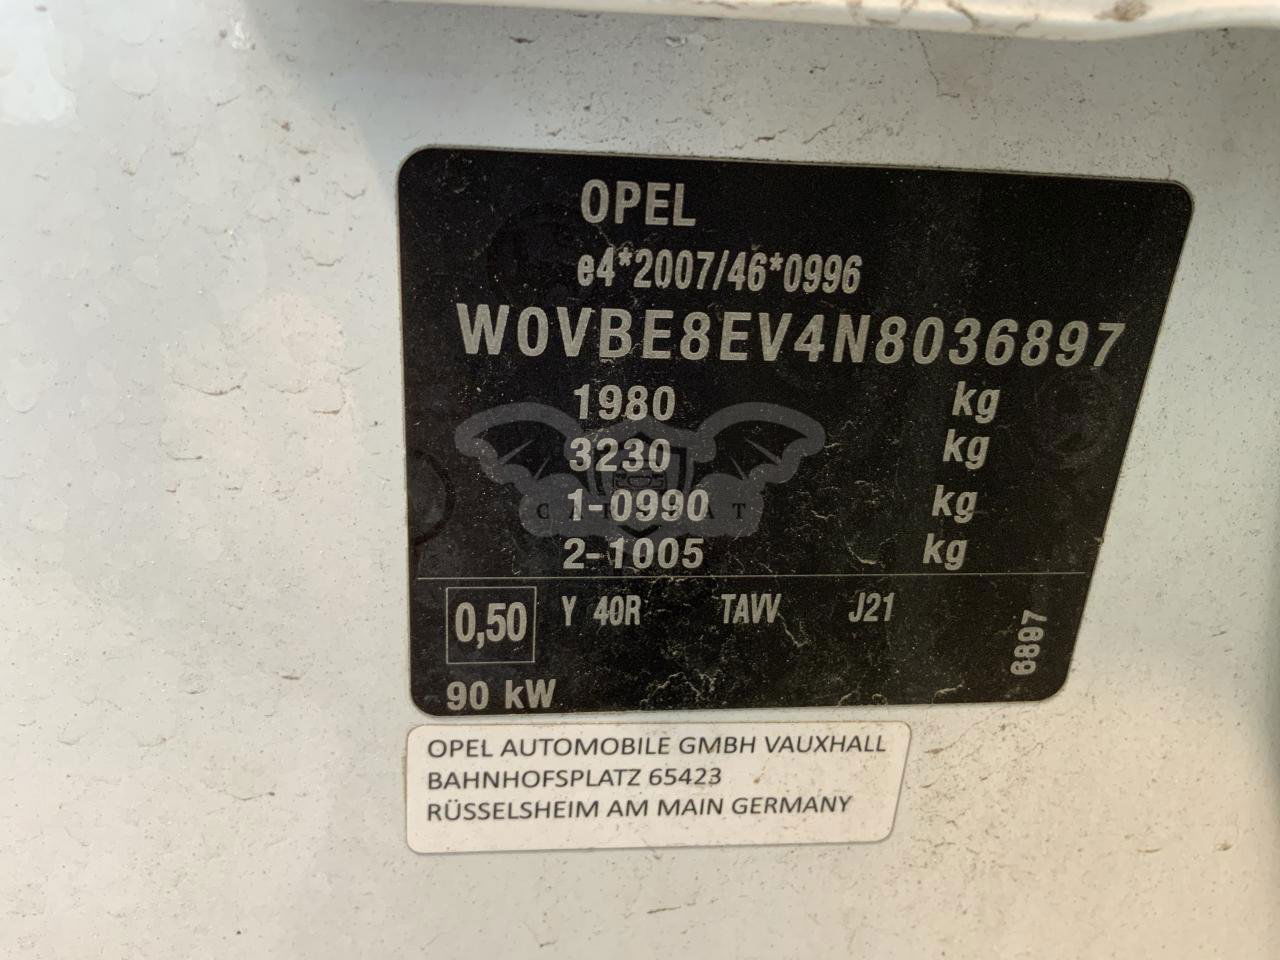 OPEL
e4*2007/46*0996
W0VBE8EV4N8036897
1980 kg
3230 kg
1-0990 kg
2-1005 kg
0,50 Y 40R TAVV J21
6897
90 kW
OPEL AUTOMOBILE GMBH VAUXHALL
BAHNHOFSPLATZ 65423
RÜSSELSHEIM AM MAIN GERMANY